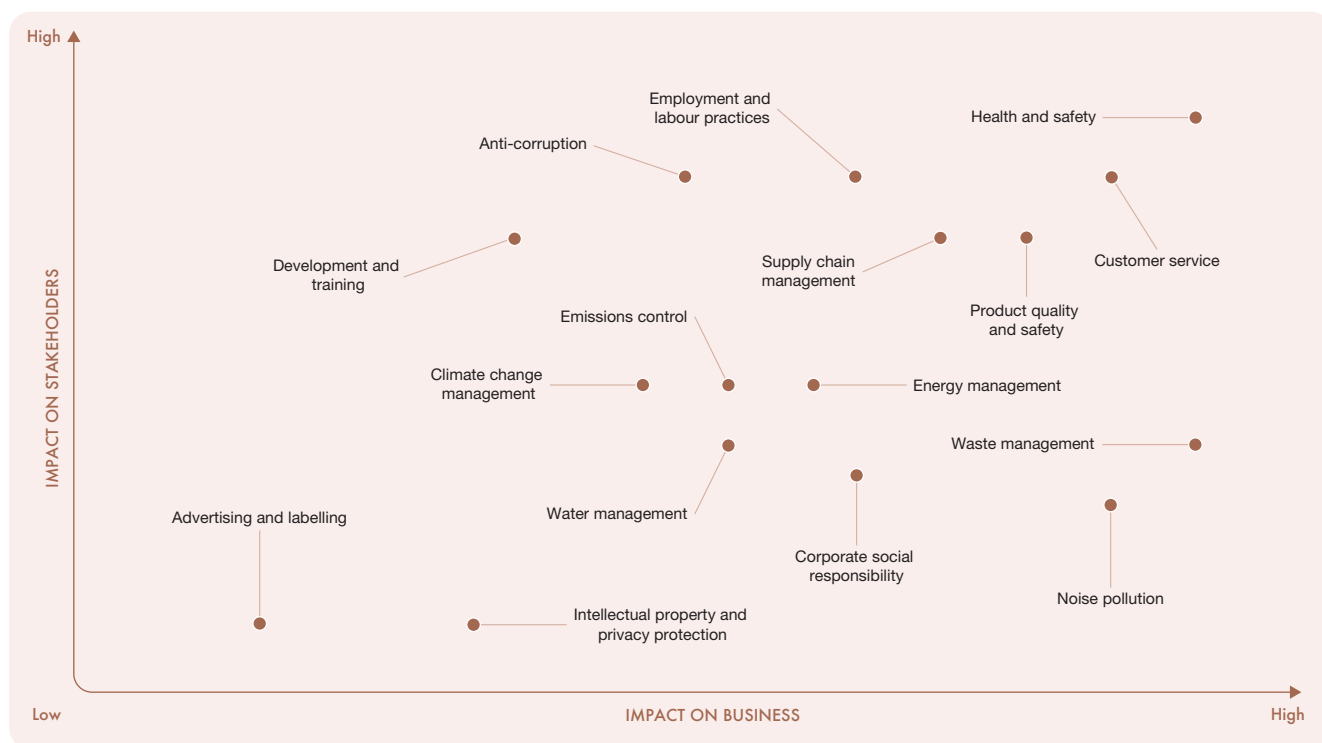 High
Employment and
labour practices
Health and safety
Anti-corruption
Development and
training
Supply chain
management
Customer service
Product quality
and safety
Emissions control
Climate change
management
Energy management
Waste management
Water management
Advertising and labelling
Corporate social
responsibility
Noise pollution
Intellectual property and
privacy protection
IMPACT ON STAKEHOLDERS
Low
IMPACT ON BUSINESS
High